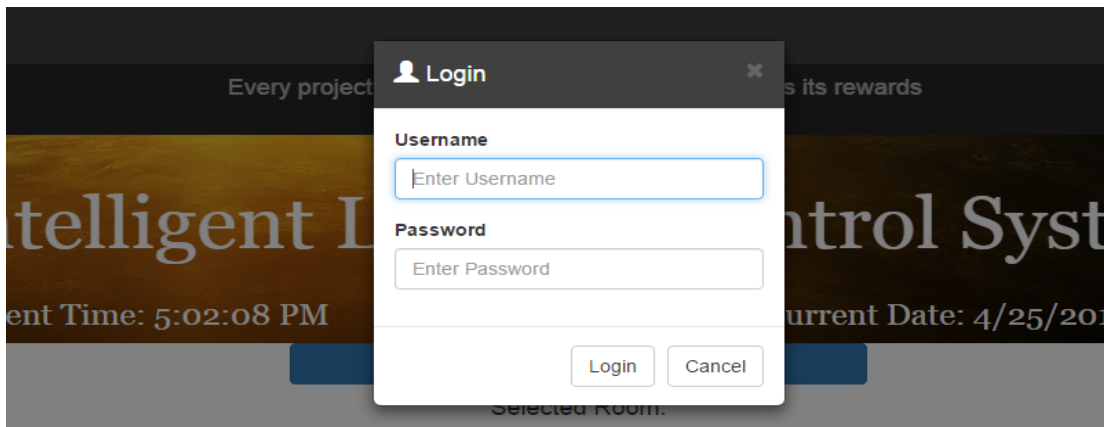 Login
Every project
s its rewards
Username
Enter Username
Password
Enter Password
ntelligent L
ntrol Syst
ent Time: 5:02:08 PM
urrent Date: 4/25/201
Login
Cancel
Selected Room: